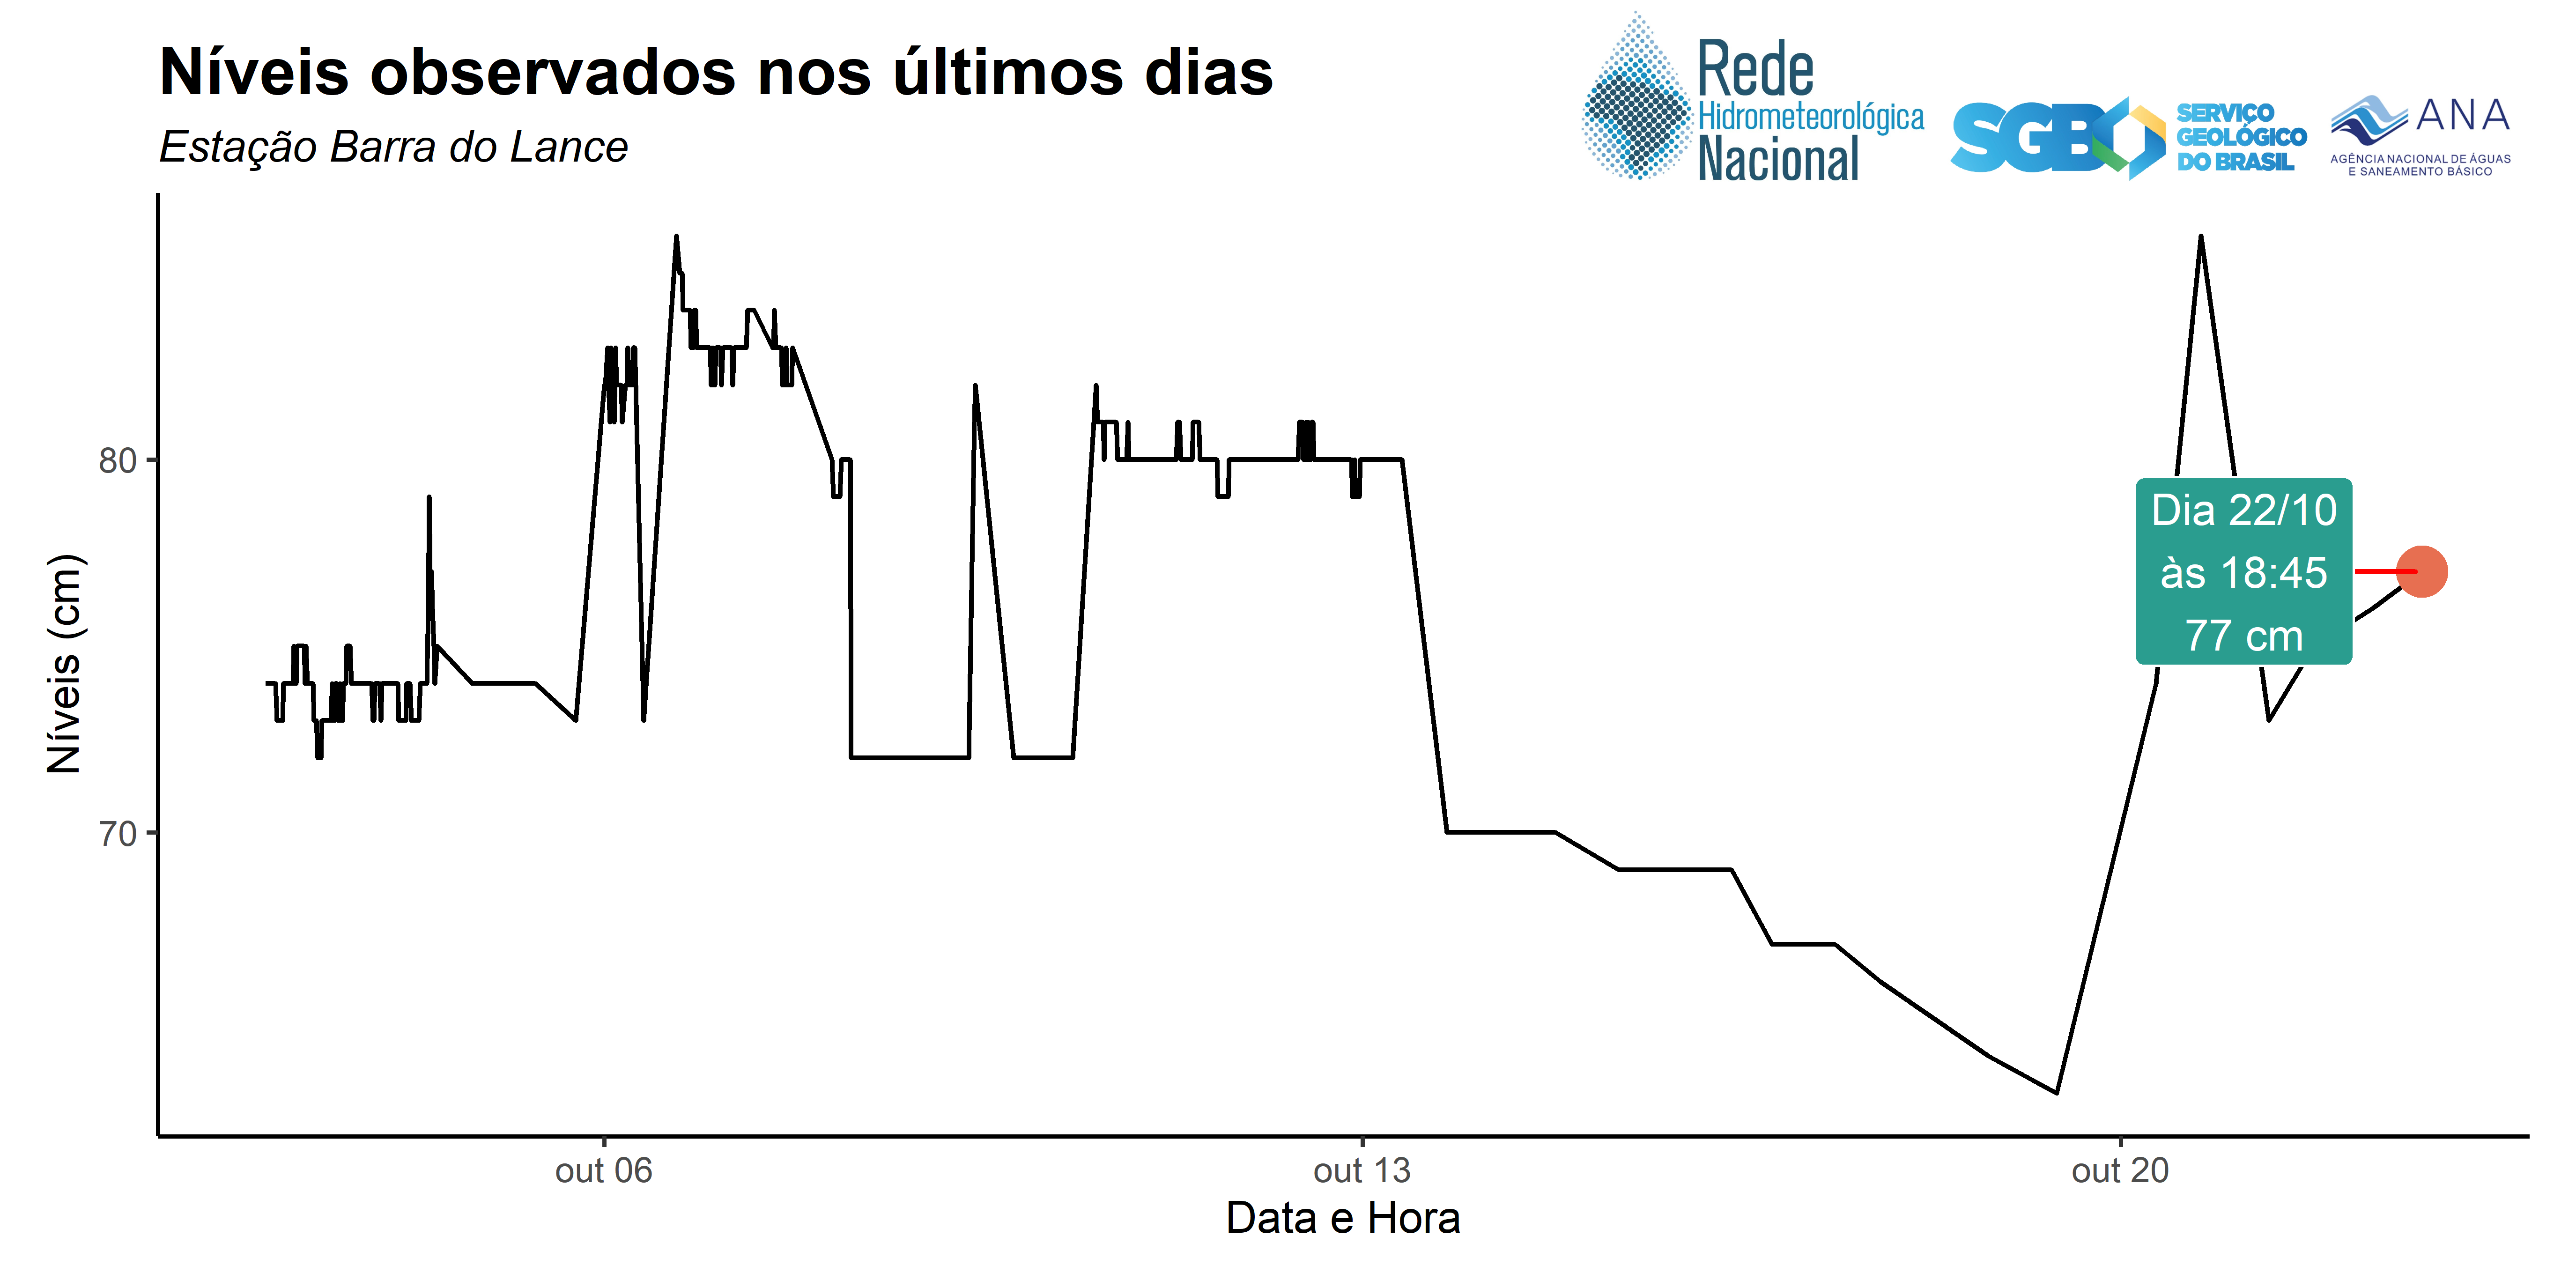 Níveis observados nos últimos dias
Estação Barra do Lance
Rede
Hidrometeorológica
Nacional
SGB
SERVIÇO
GEOLÓGICO
DO BRASIL
ANA
AGÊNCIA NACIONAL DE ÁGUAS
E SANEAMENTO BÁSICO
Níveis (cm)
80
70
Dia 22/10
às 18:45
77 cm
out 06
out 13
out 20
Data e Hora